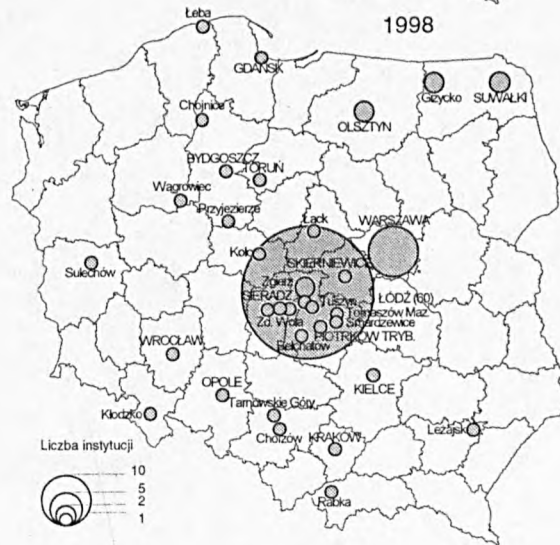 1998
Łeba
GDAŃSK
Giżycko
SUWAŁKI
OLSZTYN
Chojnice
BYDGOSZCZ
TORUŃ
Wągrowiec
Przyjezierze
Łąck
WARSZAWA
Koło
SKIERNIEWICE
Sulechów
Zgierz
SIERADZ
Tuszyn
ŁÓDŹ (60)
Tomaszów Maz.
Zd. Wola
Smardzewice
PIOTRKÓW TRYB.
Bełchatów
WROCŁAW
KIELCE
OPOLE
Tarnowskie Góry
Kłodzko
Chorzów
KRAKÓW
Leżajsk
Rabka
Liczba instytucji
10
5
2
1